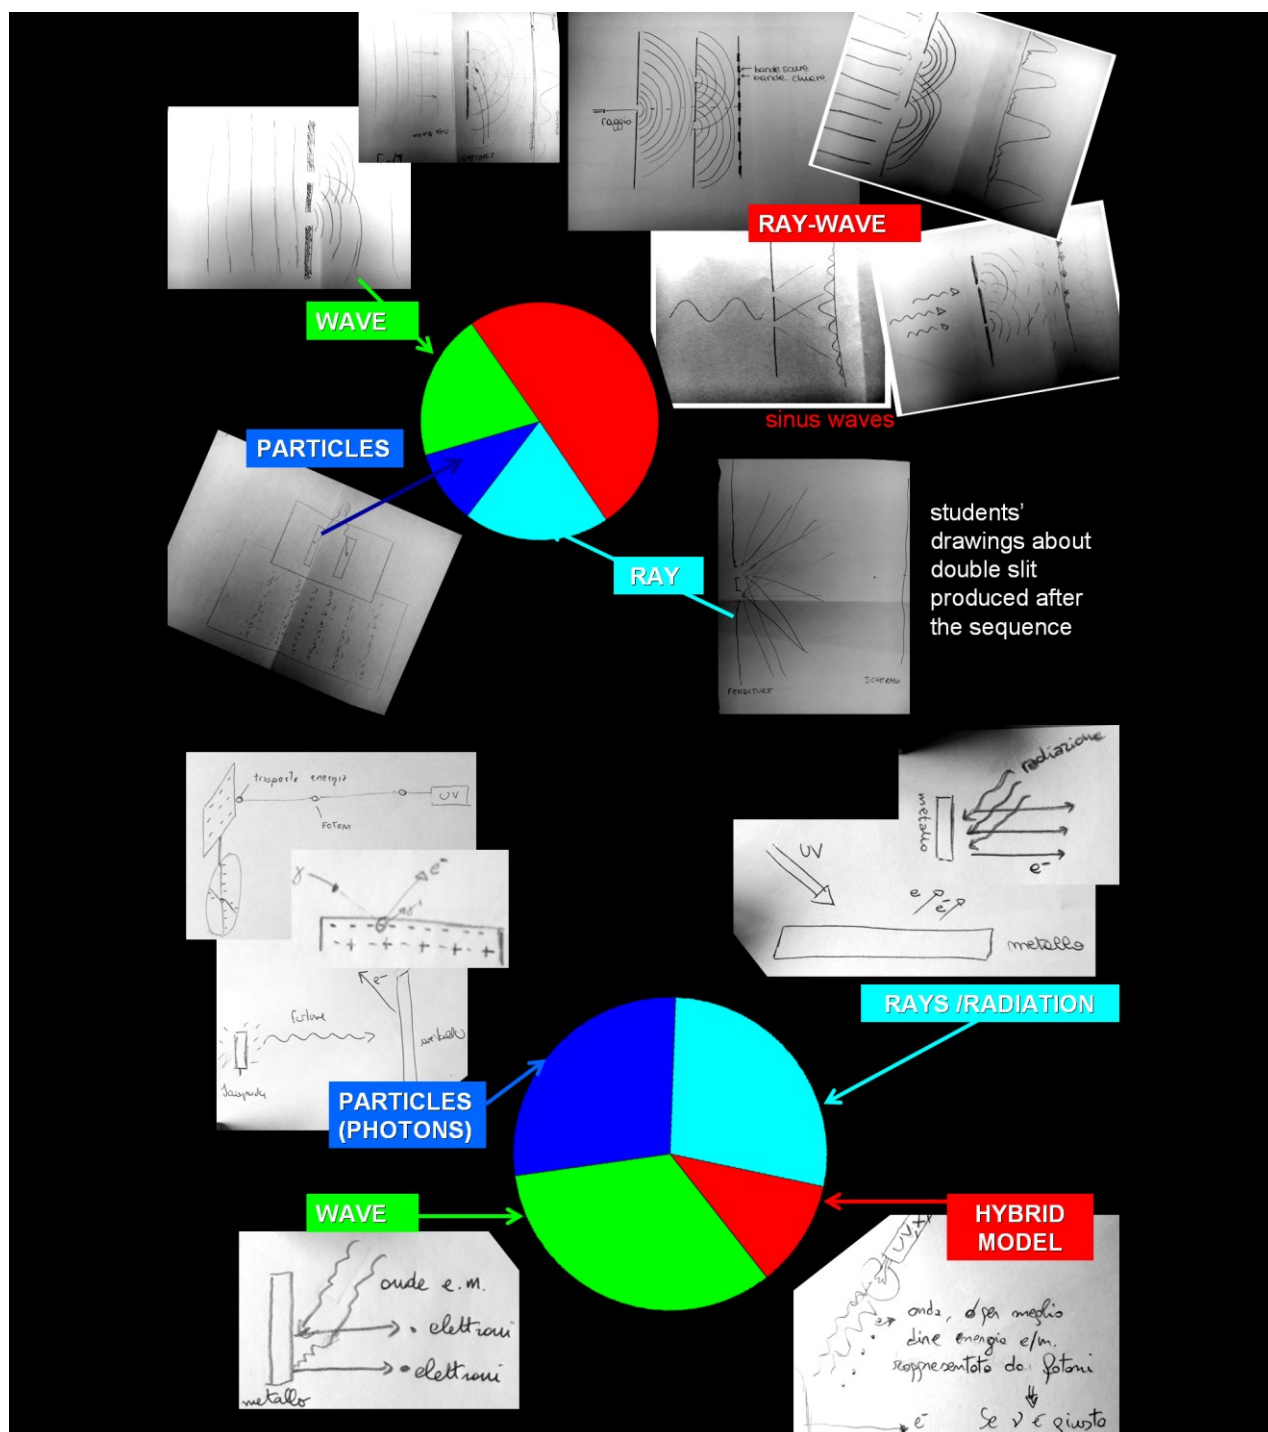 bande scure
bande chiare
raggio
RAY-WAVE
WAVE
sinus waves
PARTICLES
RAY
students’
drawings about
double slit
produced after
the sequence
FENDITURE
SCHERMO
trasporto energia
UV
FOTONI
radiazione
metallo
e-
γ
e-
UV
e
e-
metallo
e-
fotone
RAYS /RADIATION
PARTICLES
(PHOTONS)
WAVE
HYBRID
MODEL
onde e.m.
elettroni
elettroni
metallo
onda, o per meglio
dire energia e/m.
rappresentata da fotoni
e-
Se ν è giusta